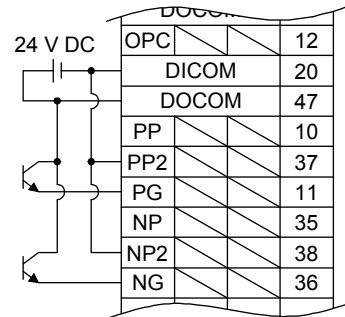 DOCOM
24 V DC
OPC 12
DICOM 20
DOCOM 47
PP 10
PP2 37
PG 11
NP 35
NP2 38
NG 36